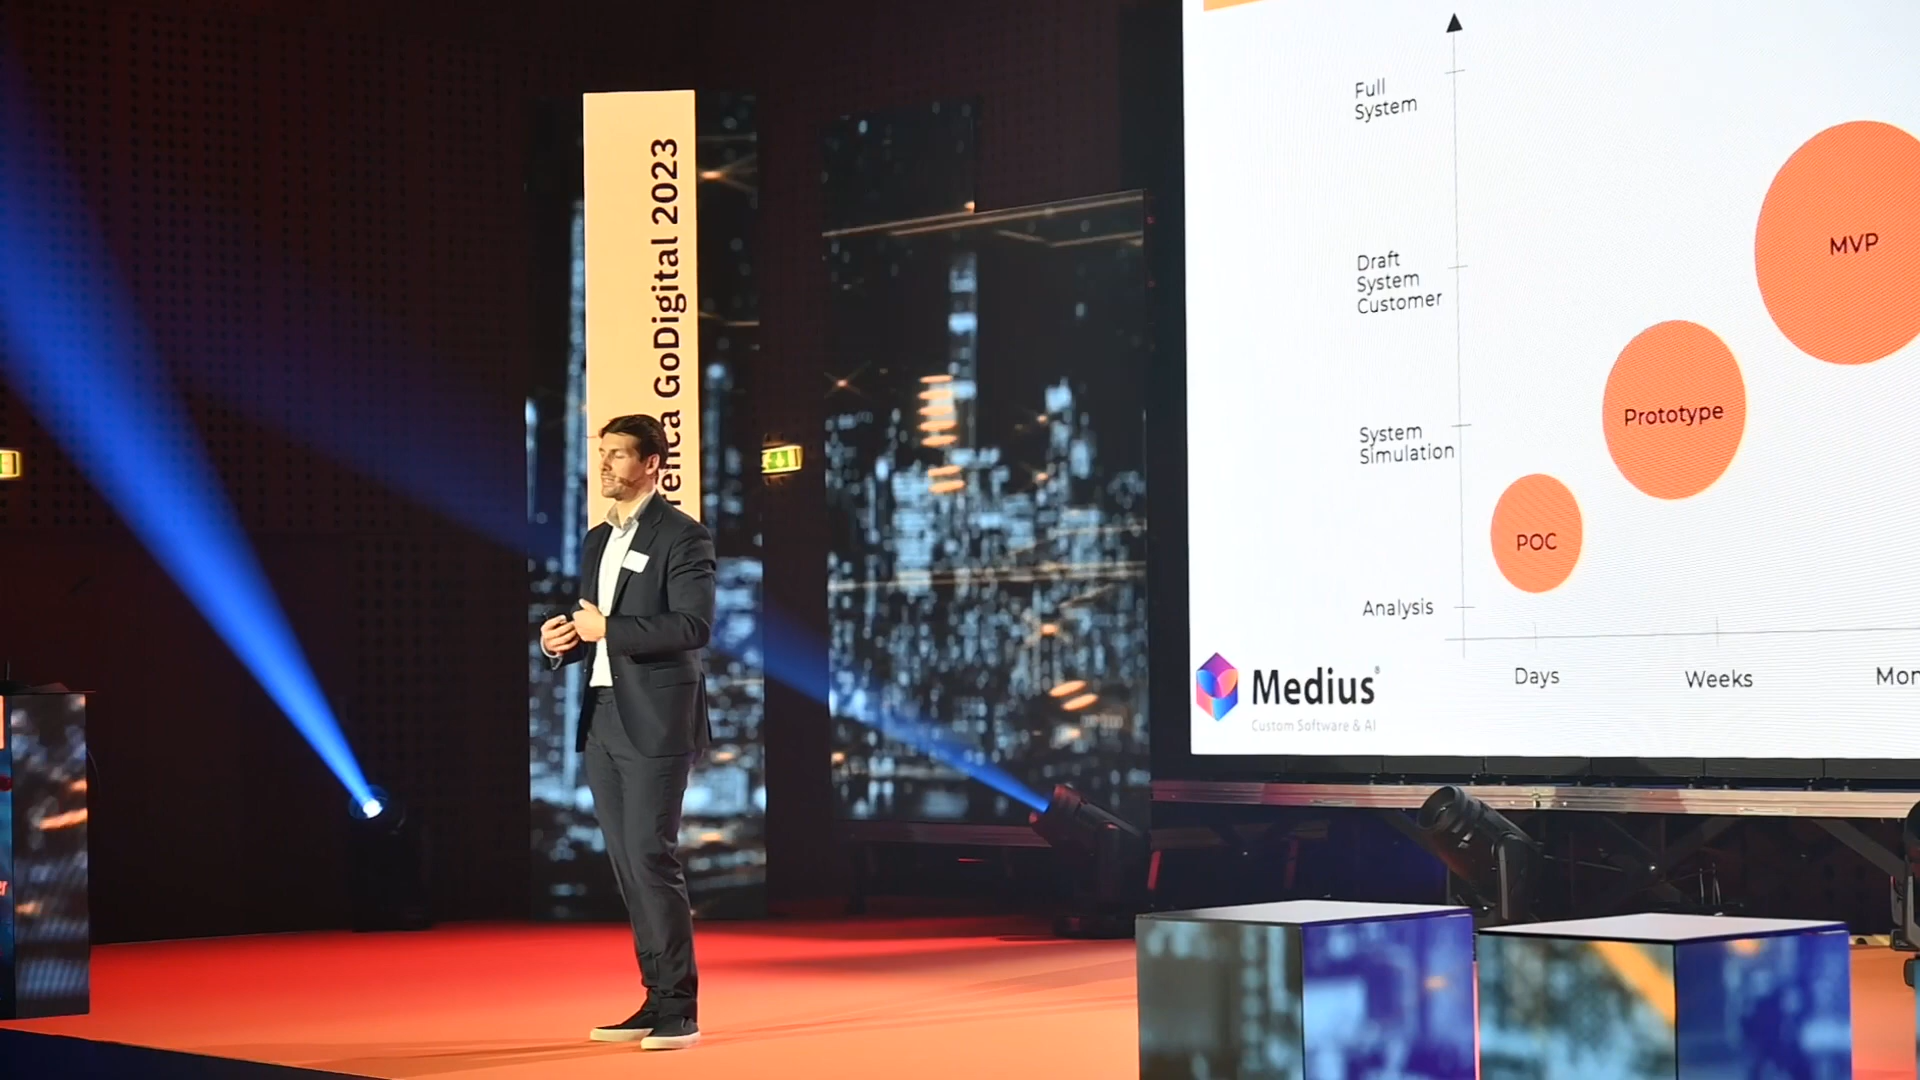 GoDigital 2023
Full
System
Draft
System
Customer
System
Simulation
Analysis
MVP
Prototype
POC
Days
Weeks
Medius®
Custom Software & AI